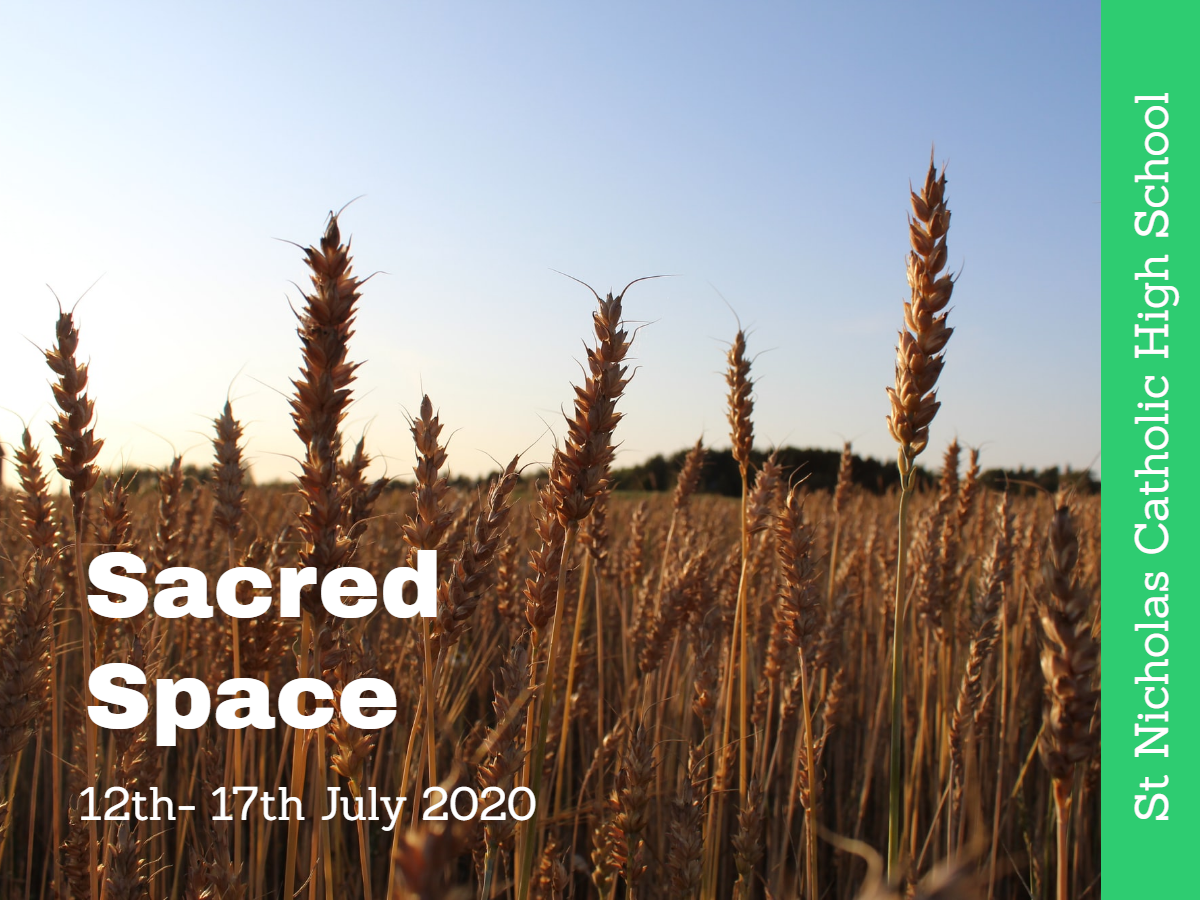 Sacred
Space
12th- 17th July 2020
St Nicholas Catholic High School